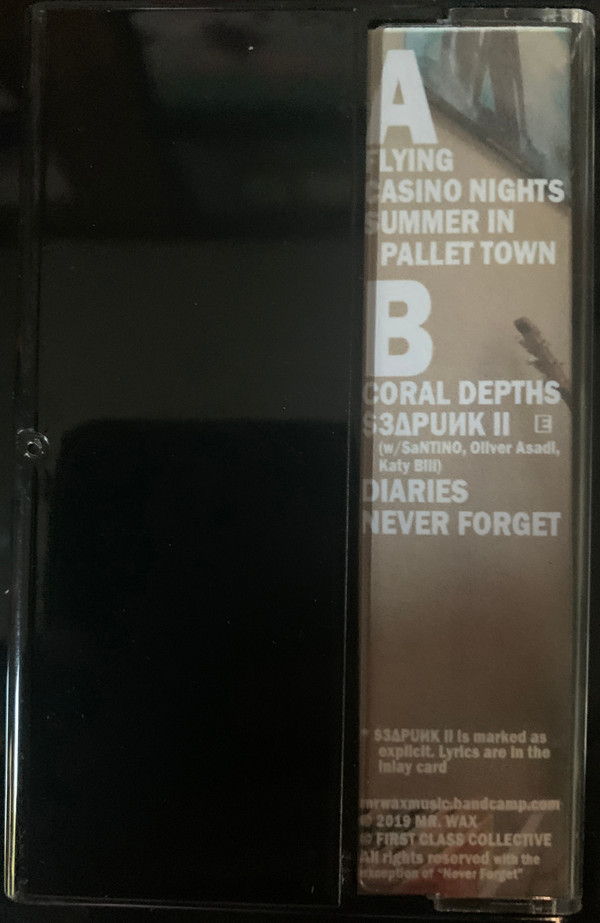 A
FLYING
CASINO NIGHTS
SUMMER IN
PALLET TOWN
B
CORAL DEPTHS
S3ΔPUИK II E
(w/SaNTINO, Oliver Asadi,
Katy Bill)
DIARIES
NEVER FORGET
* S3ΔPUИK II is marked as
explicit. Lyrics are in the
inlay card
mrwaxmusic.bandcamp.com
© 2019 MR. WAX
© FIRST CLASS COLLECTIVE
All rights reserved with the
exception of "Never Forget"